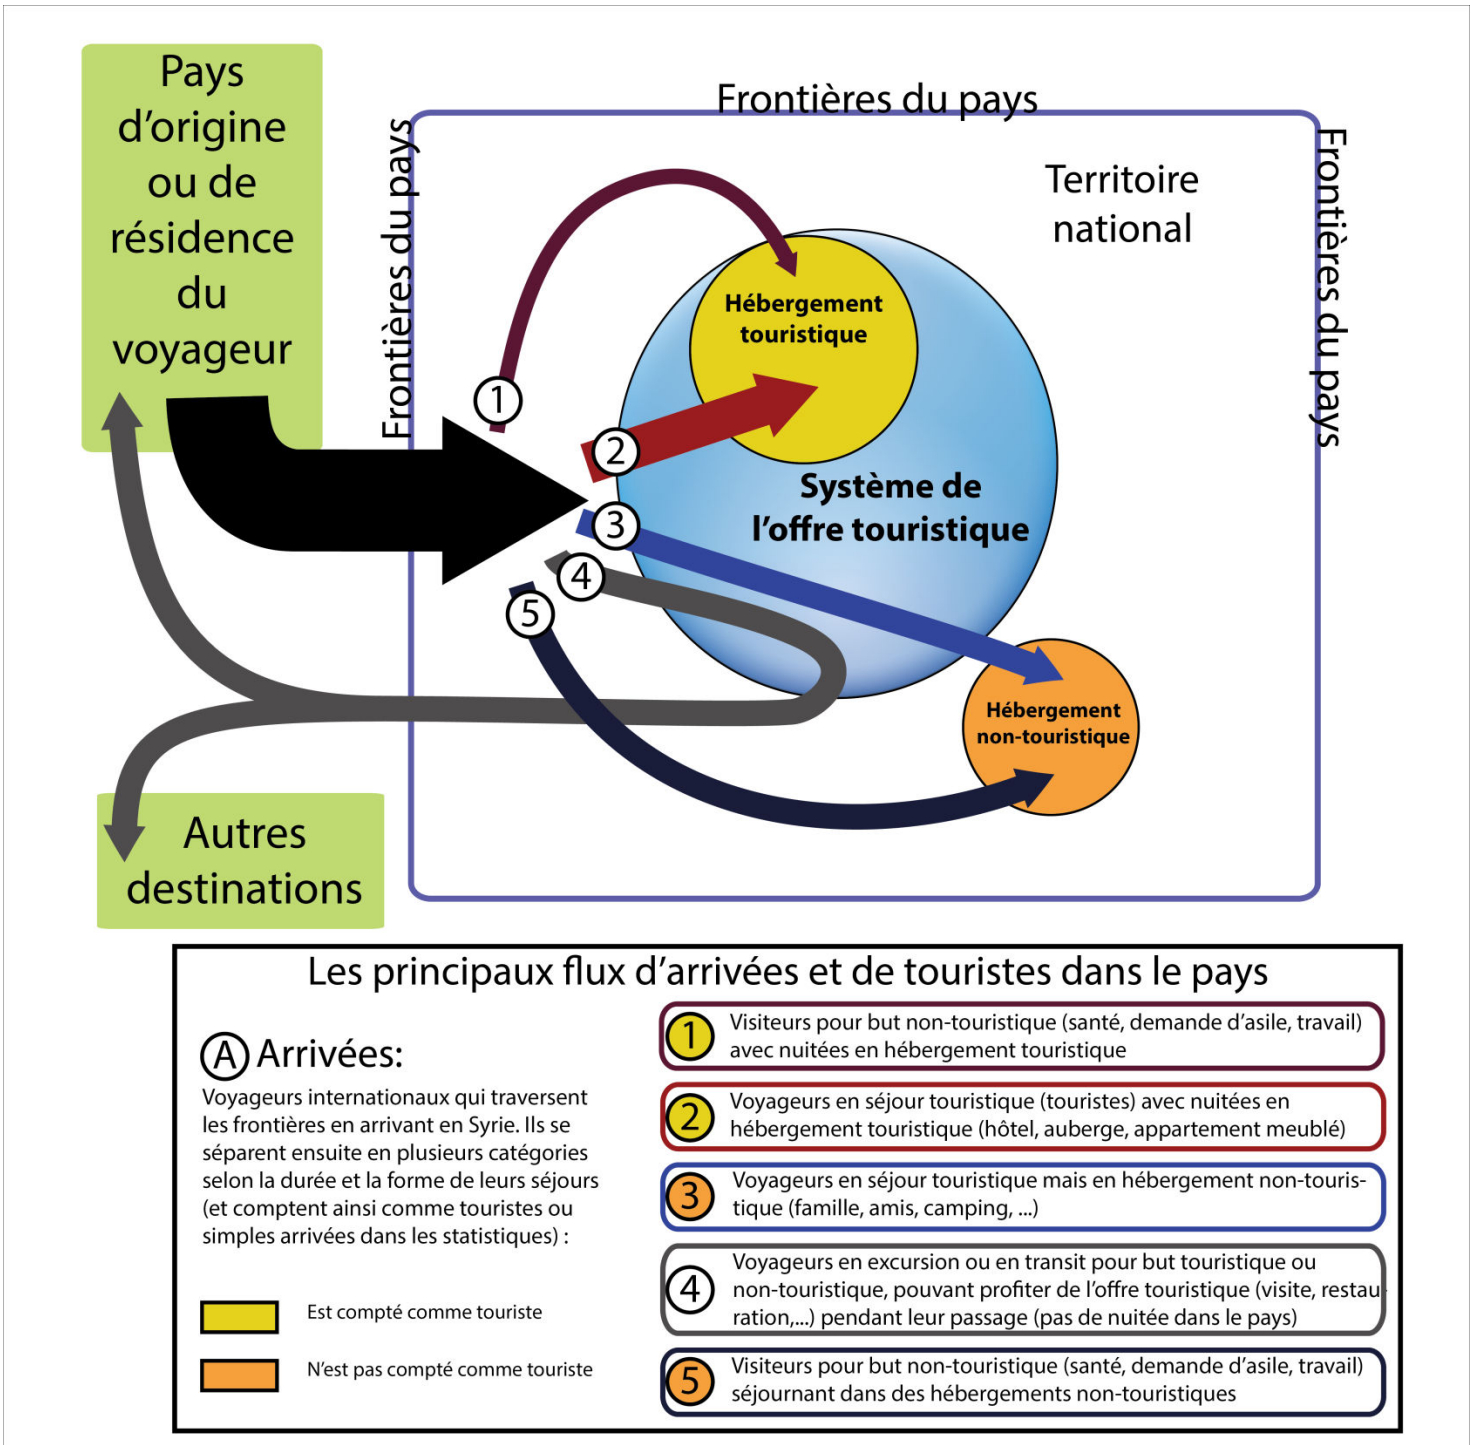 Pays
d’origine
ou de
résidence
du
voyageur
Frontières du pays
Frontières du pays
Frontières du pays
Territoire
national
Hébergement
touristique
1
2
Système de
l’offre touristique
3
4
5
Hébergement
non-touristique
Autres
destinations
Les principaux flux d’arrivées et de touristes dans le pays
A Arrivées:
Voyageurs internationaux qui traversent
les frontières en arrivant en Syrie. Ils se
séparent ensuite en plusieurs catégories
selon la durée et la forme de leurs séjours
(et comptent ainsi comme touristes ou
simples arrivées dans les statistiques) :
Est compté comme touriste
N’est pas compté comme touriste
1 Visiteurs pour but non-touristique (santé, demande d’asile, travail)
avec nuitées en hébergement touristique
2 Voyageurs en séjour touristique (touristes) avec nuitées en
hébergement touristique (hôtel, auberge, appartement meublé)
3 Voyageurs en séjour touristique mais en hébergement non-touris-
tique (famille, amis, camping, ...)
4 Voyageurs en excursion ou en transit pour but touristique ou
non-touristique, pouvant profiter de l’offre touristique (visite, restau-
ration,...) pendant leur passage (pas de nuitée dans le pays)
5 Visiteurs pour but non-touristique (santé, demande d’asile, travail)
séjournant dans des hébergements non-touristiques